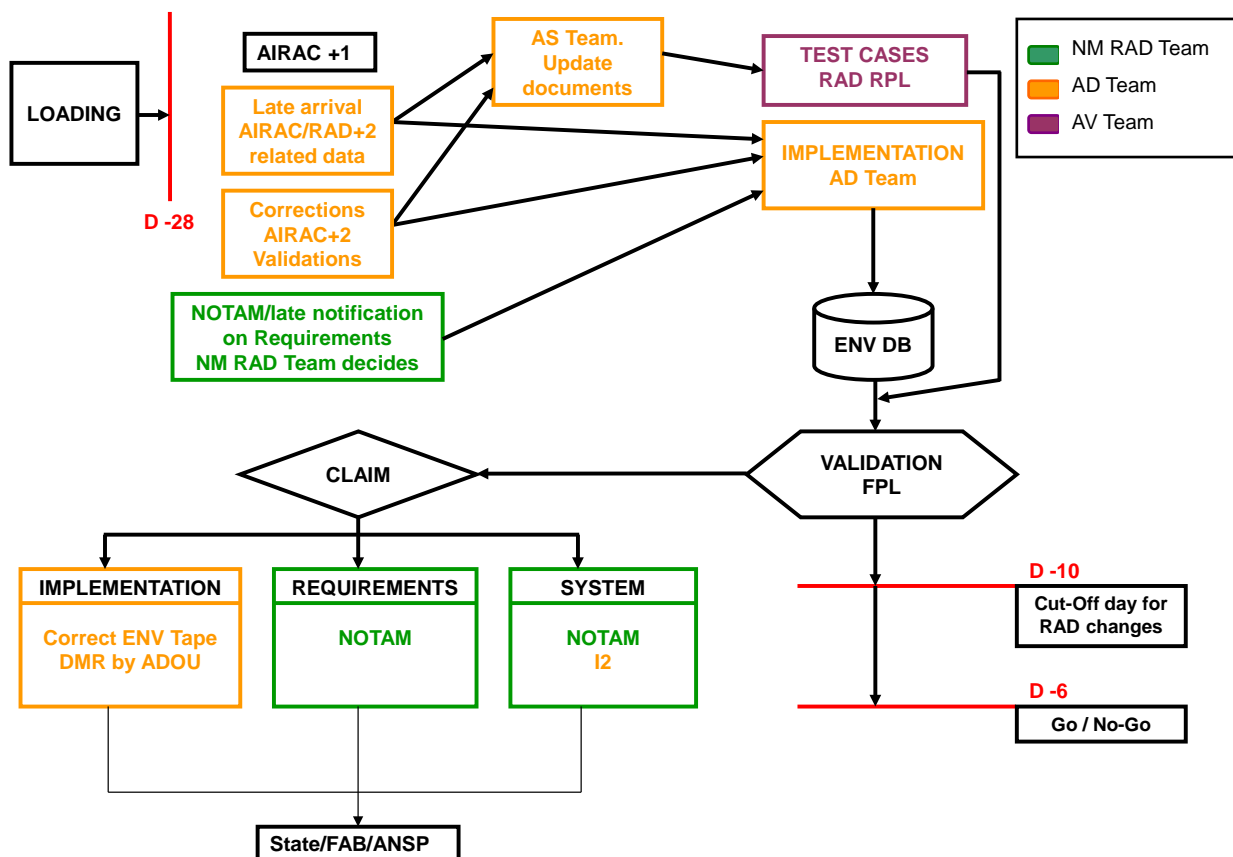 LOADING
D -28
AIRAC +1
Late arrival
AIRAC/RAD+2
related data
Corrections
AIRAC+2
Validations
NOTAM/late notification
on Requirements
NM RAD Team decides
AS Team.
Update
documents
TEST CASES
RAD RPL
IMPLEMENTATION
AD Team
NM RAD Team
AD Team
AV Team
ENV DB
VALIDATION
FPL
CLAIM
IMPLEMENTATION
Correct ENV Tape
DMR by ADOU
REQUIREMENTS
NOTAM
SYSTEM
NOTAM
I2
D -10
Cut-Off day for
RAD changes
D -6
Go / No-Go
State/FAB/ANSP